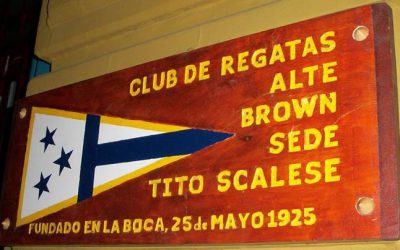 CLUB DE REGATAS
ALTE
BROWN
SEDE
TITO SCALESE
FUNDADO EN LA BOCA, 25 de MAYO 1925